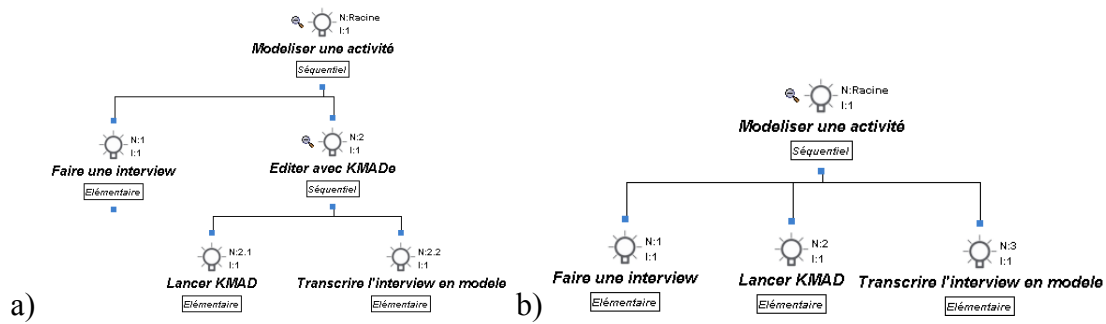 N:Racine
I:1
Modeliser une activité
Séquentiel
N:1
I:1
Faire une interview
Elémentaire
N:2
I:1
Editer avec KMADe
Séquentiel
N:2.1
I:1
Lancer KMAD
Elémentaire
N:2.2
I:1
Transcrire l'interview en modele
Elémentaire
a)
N:Racine
I:1
Modeliser une activité
Séquentiel
N:1
I:1
Faire une interview
Elémentaire
N:2
I:1
Lancer KMAD
Elémentaire
N:3
I:1
Transcrire l'interview en modele
Elémentaire
b)